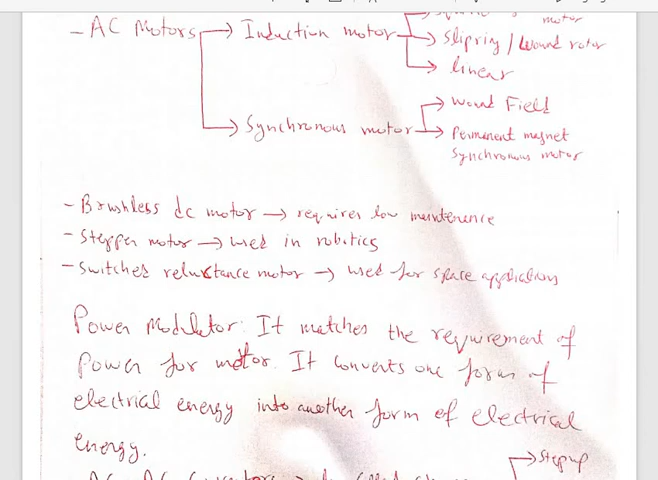 motor
- AC Motors → Induction motor → Slipring / Wound rotor
→ linear
→ Wound Field
→ Synchronous motor → Permanent magnet
Synchronous motor
- Brushless dc motor → requires low maintenence
- Stepper motor → used in robotics
- Switched reluctance motor → used for space applications
Power Modulator: It matches the requirement of
Power for motor. It converts one form of
electrical energy into another form of electrical
energy.
→ Step up